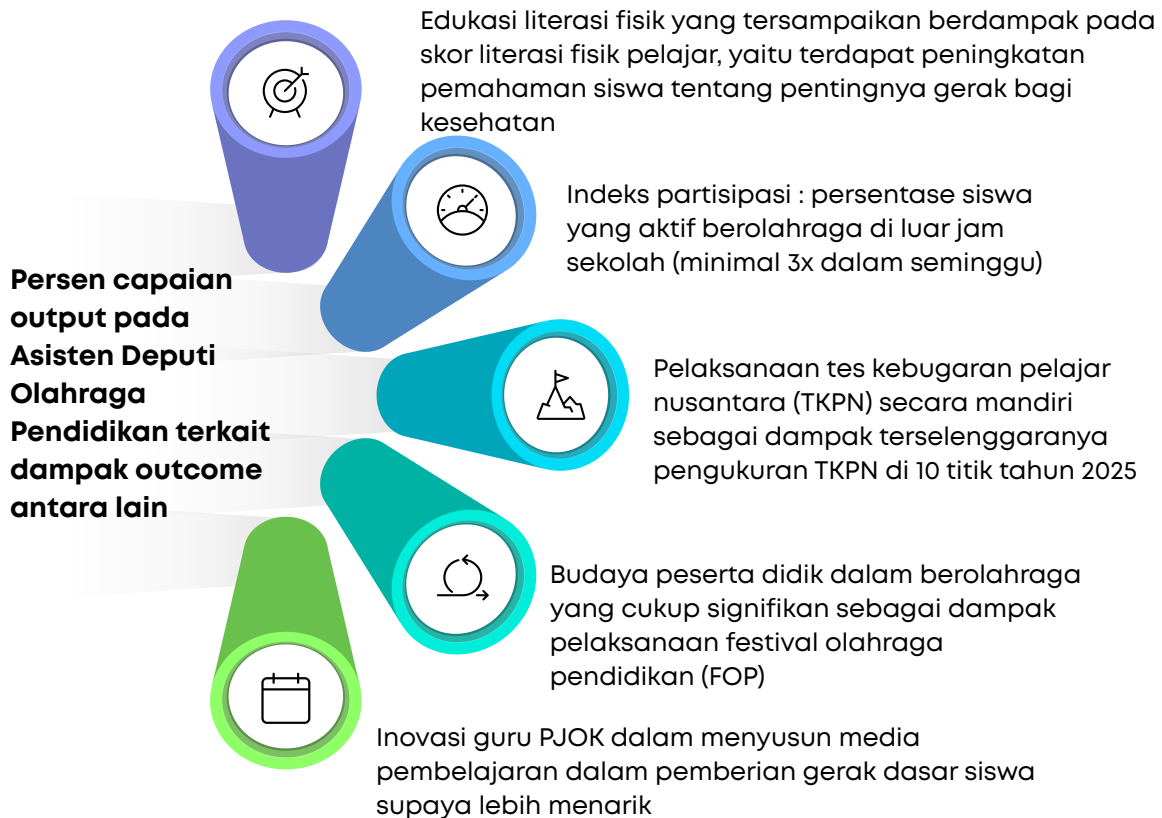 Persen capaian
output pada
Asisten Deputi
Olahraga
Pendidikan terkait
dampak outcome
antara lain
Edukasi literasi fisik yang tersampaikan berdampak pada
skor literasi fisik pelajar, yaitu terdapat peningkatan
pemahaman siswa tentang pentingnya gerak bagi
kesehatan
Indeks partisipasi : persentase siswa
yang aktif berolahraga di luar jam
sekolah (minimal 3x dalam seminggu)
Pelaksanaan tes kebugaran pelajar
nusantara (TKPN) secara mandiri
sebagai dampak terselenggaranya
pengukuran TKPN di 10 titik tahun 2025
Budaya peserta didik dalam berolahraga
yang cukup signifikan sebagai dampak
pelaksanaan festival olahraga
pendidikan (FOP)
Inovasi guru PJOK dalam menyusun media
pembelajaran dalam pemberian gerak dasar siswa
supaya lebih menarik